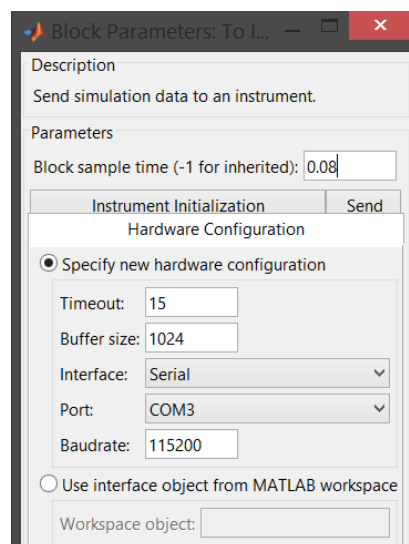 Block Parameters: To I...
Description
Send simulation data to an instrument.
Parameters
Block sample time (-1 for inherited): 0.08
Instrument Initialization Send
Hardware Configuration
Specify new hardware configuration
Timeout: 15
Buffer size: 1024
Interface: Serial
Port: COM3
Baudrate: 115200
Use interface object from MATLAB workspace
Workspace object: